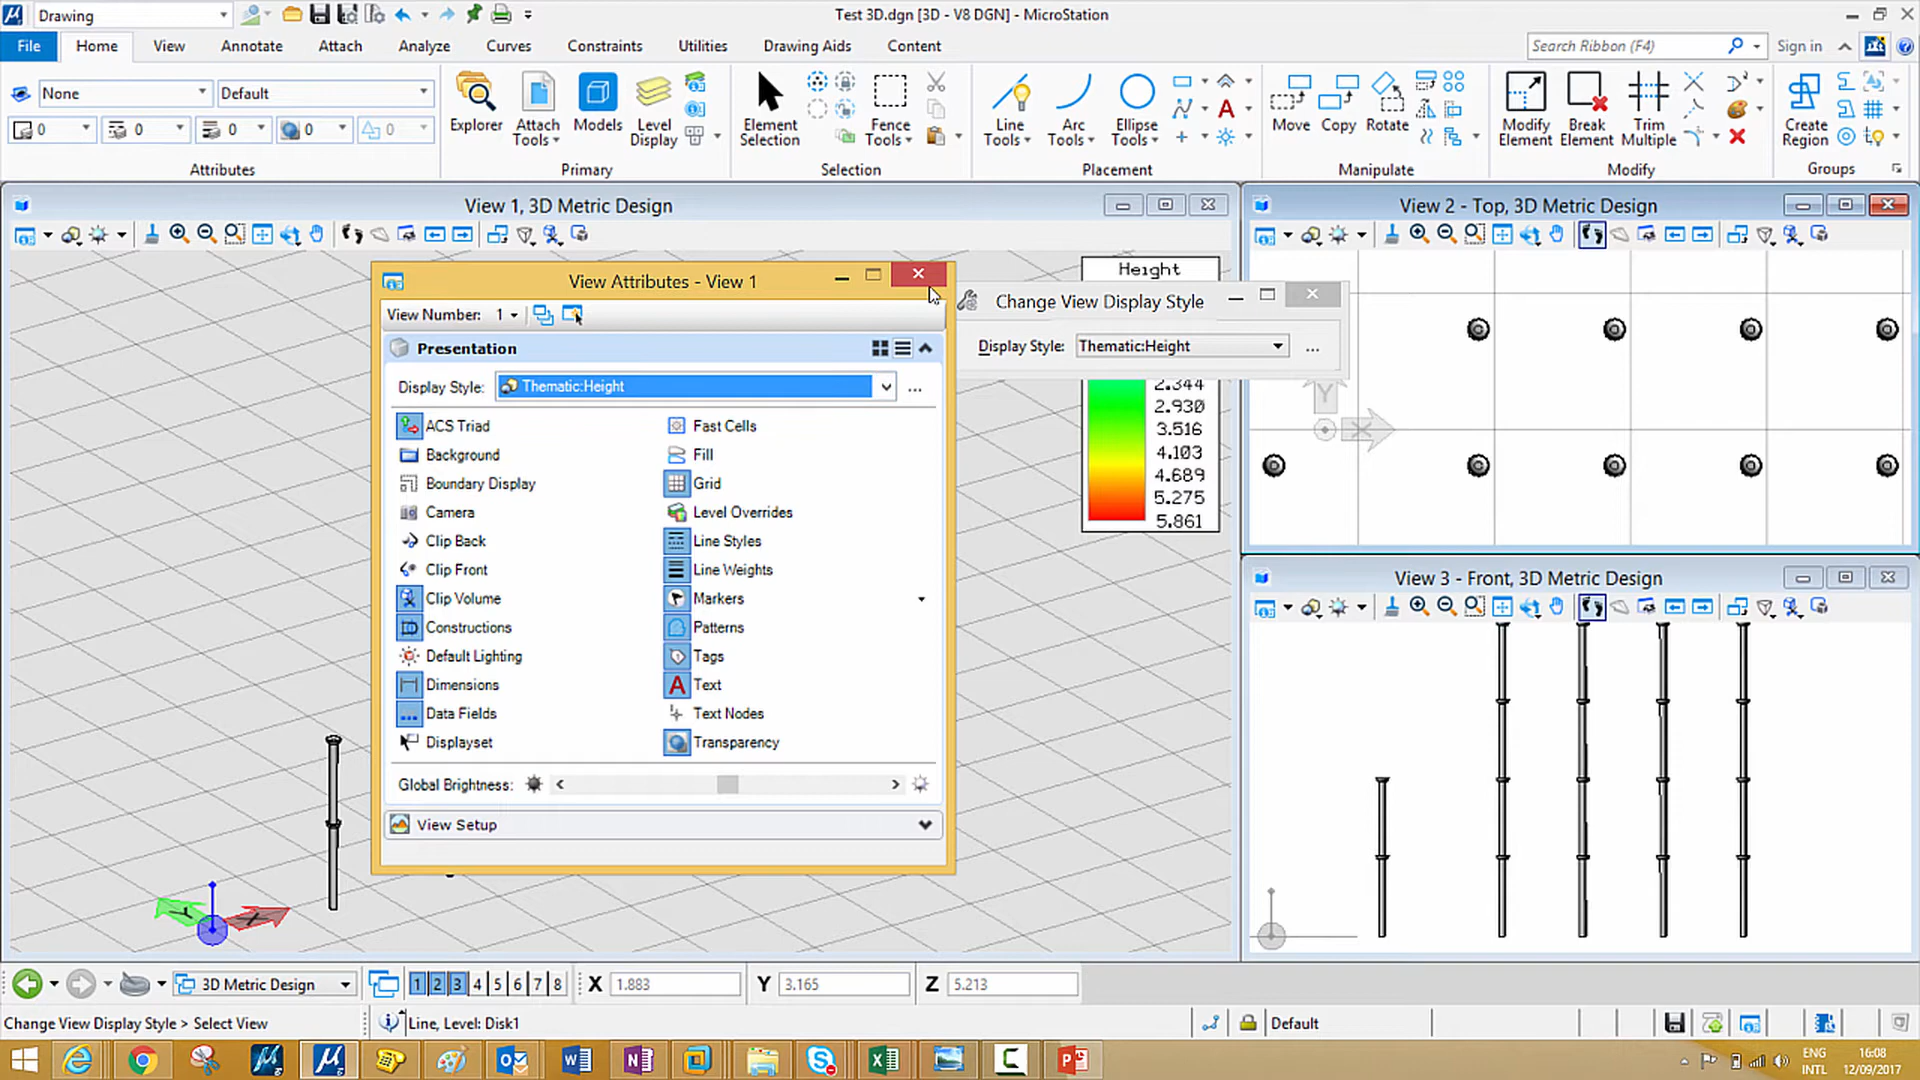 Drawing
Test 3D.dgn [3D - V8 DGN] - MicroStation
File Home View Annotate Attach Analyze Curves Constraints Utilities Drawing Aids Content
Search Ribbon (F4)
Sign in
None
Default
0 0 0 0 0
Attributes
Explorer
Attach Tools
Models
Level Display
Primary
Element Selection
Fence Tools
Selection
Line Tools
Arc Tools
Ellipse Tools
Placement
Move
Copy
Rotate
Manipulate
Modify Element
Break Element
Trim Multiple
Modify
Create Region
Groups
View 1, 3D Metric Design
View 2 - Top, 3D Metric Design
View Attributes - View 1
View Number: 1
Presentation
Display Style: Thematic:Height ...
ACS Triad
Background
Boundary Display
Camera
Clip Back
Clip Front
Clip Volume
Constructions
Default Lighting
Dimensions
Data Fields
Displayset
Fast Cells
Fill
Grid
Level Overrides
Line Styles
Line Weights
Markers
Patterns
Tags
Text
Text Nodes
Transparency
Global Brightness:
View Setup
Height
Change View Display Style
Display Style: Thematic:Height ...
2.344
2.930
3.516
4.103
4.689
5.275
5.861
Y
X
View 3 - Front, 3D Metric Design
Y X
3D Metric Design
1 2 3 4 5 6 7 8
X 1.883
Y 3.165
Z 5.213
Change View Display Style > Select View
Line, Level: Disk1
Default
ENG
INTL
16:08
12/09/2017